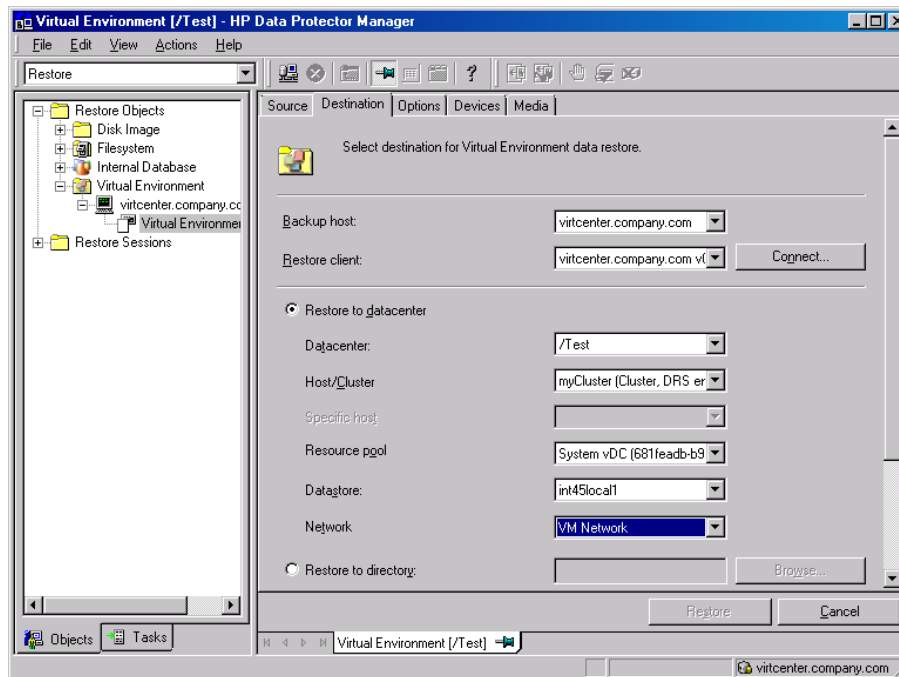 Virtual Environment [/Test] - HP Data Protector Manager
File Edit View Actions Help
Restore
Restore Objects
Disk Image
Filesystem
Internal Database
Virtual Environment
virtcenter.company.cc
Virtual Environmer
Restore Sessions
Objects Tasks
Source Destination Options Devices Media
Select destination for Virtual Environment data restore.
Backup host: virtcenter.company.com
Restore client: virtcenter.company.com v( Connect...
Restore to datacenter
Datacenter: /Test
Host/Cluster myCluster (Cluster, DRS er
Specific host
Resource pool System vDC (681feadb-b9
Datastore: int45local1
Network VM Network
Restore to directory: Browse...
Restore Cancel
Virtual Environment [/Test]
virtcenter.company.com